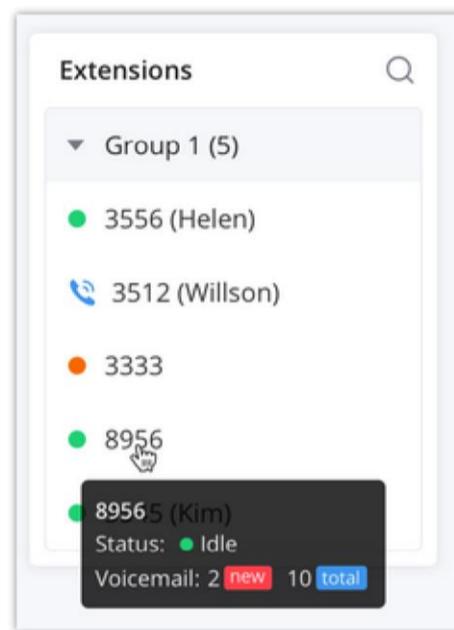 Extensions
Group 1 (5)
3556 (Helen)
3512 (Willson)
3333
8956
8956
Status: Idle
Voicemail: 2 new 10 total
(Kim)